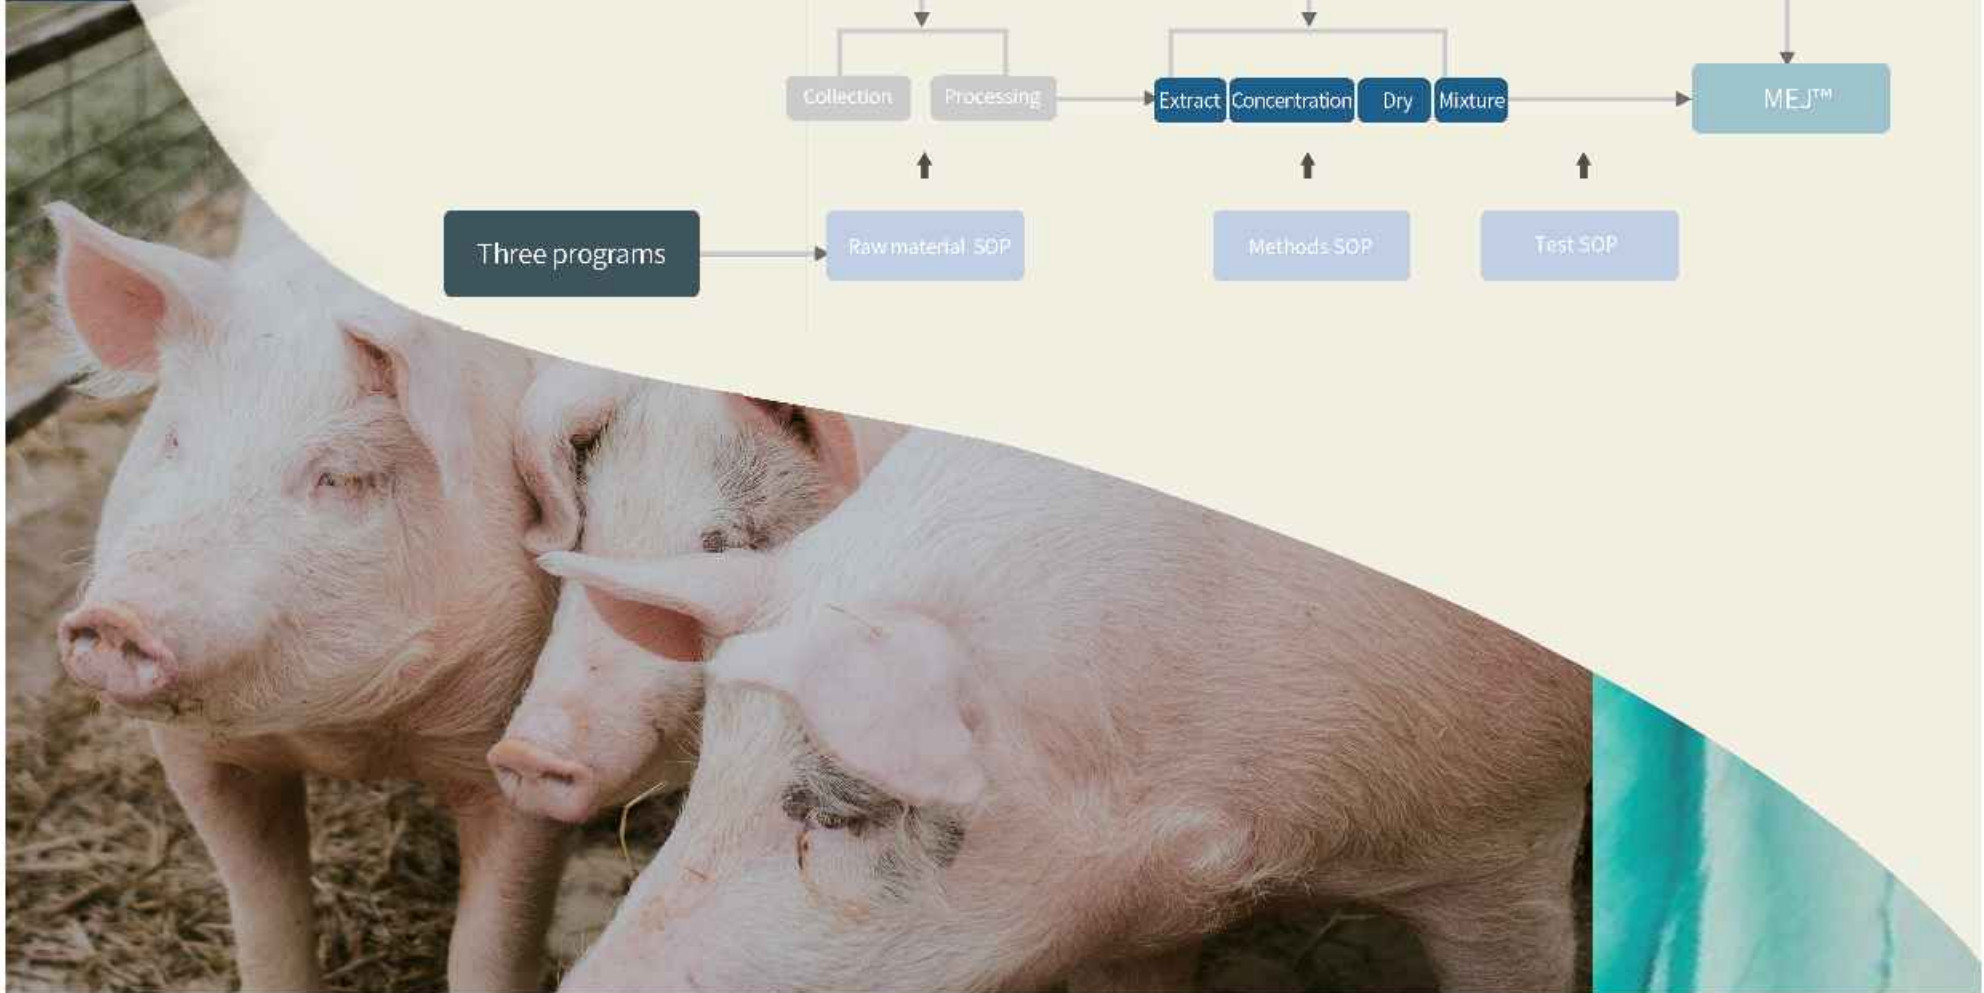 Collection
Processing
Extract
Concentration
Dry
Mixture
MEJ™
Three programs
Raw material SOP
Methods SOP
Test SOP